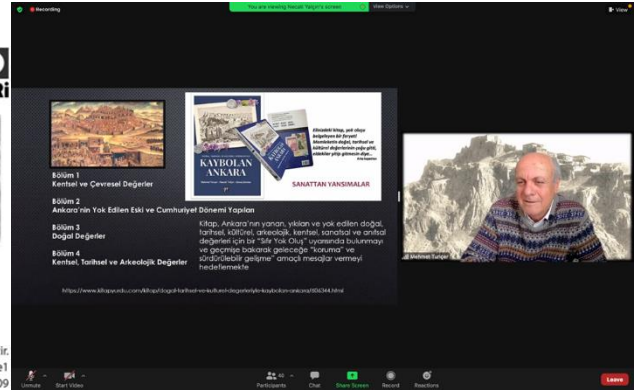 Recording
You are viewing Necati Yalçın's screen
View Options
View
KAYBOLAN
ANKARA
SANATTAN YANSIMALAR
Bölüm 1
Kentsel ve Çevresel Değerler
Bölüm 2
Ankara'nın Yok Edilen Eski ve Cumhuriyet Dönemi Yapıları
Bölüm 3
Doğal Değerler
Bölüm 4
Kentsel, Tarihsel ve Arkeolojik Değerler
Kitap, Ankara'nın yanan, yıkılan ve yok edilen doğal,
tarihsel, kültürel, arkeolojik, kentsel, sanatsal ve anıtsal
değerleri için bir "Sıfır Yok Oluş" uyarısında bulunmayı
ve geçmişe bakarak geleceğe "koruma" ve
sürdürülebilir gelişme" amaçlı mesajlar vermeyi
hedeflemekte
Mehmet Tunçer
Unmute
Start Video
Participants
40
Chat
Share Screen
Record
Reactions
Leave